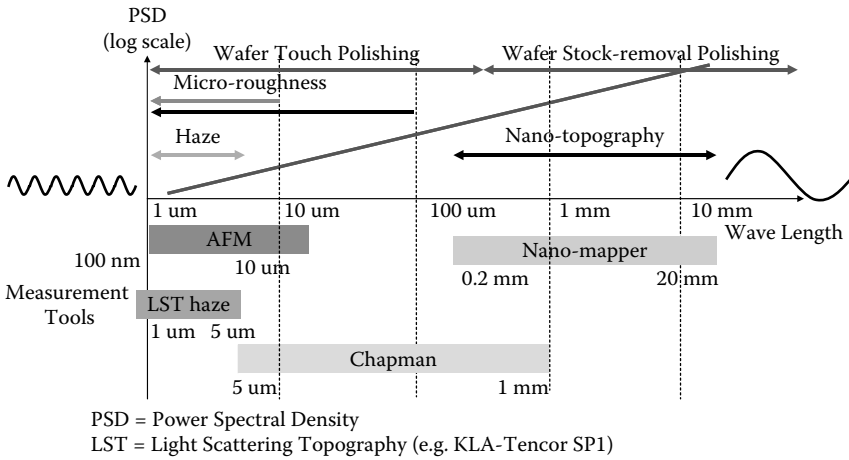 PSD
(log scale)
Wafer Touch Polishing
Wafer Stock-removal Polishing
Micro-roughness
Haze
Nano-topography
1 um
10 um
100 um
1 mm
10 mm
Wave Length
AFM
Nano-mapper
100 nm
10 um
0.2 mm
20 mm
Measurement
Tools
LST haze
1 um
5 um
Chapman
5 um
1 mm
PSD = Power Spectral Density
LST = Light Scattering Topography (e.g. KLA-Tencor SP1)